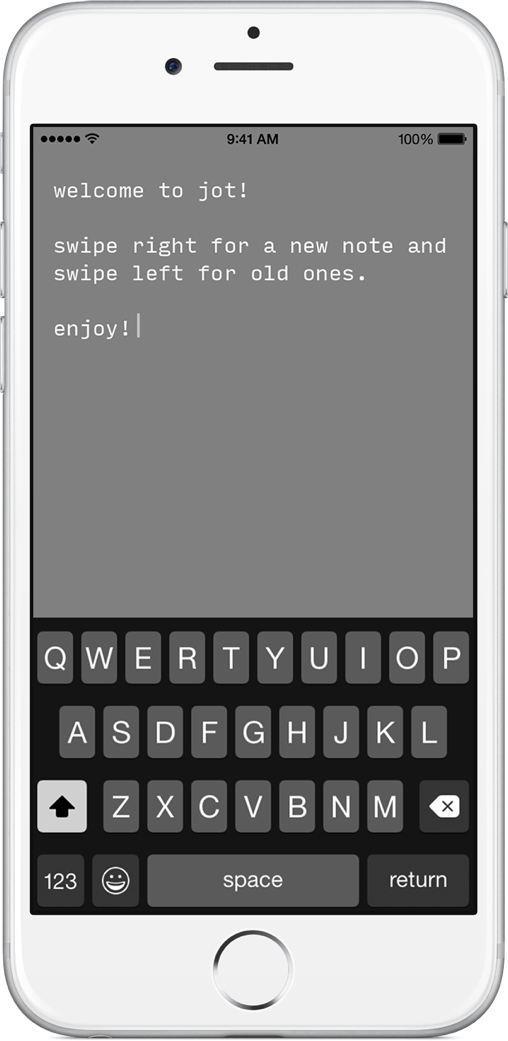 9:41 AM 100%
welcome to jot!
swipe right for a new note and
swipe left for old ones.
enjoy!
Q W E R T Y U I O P
A S D F G H J K L
Z X C V B N M
123 space return